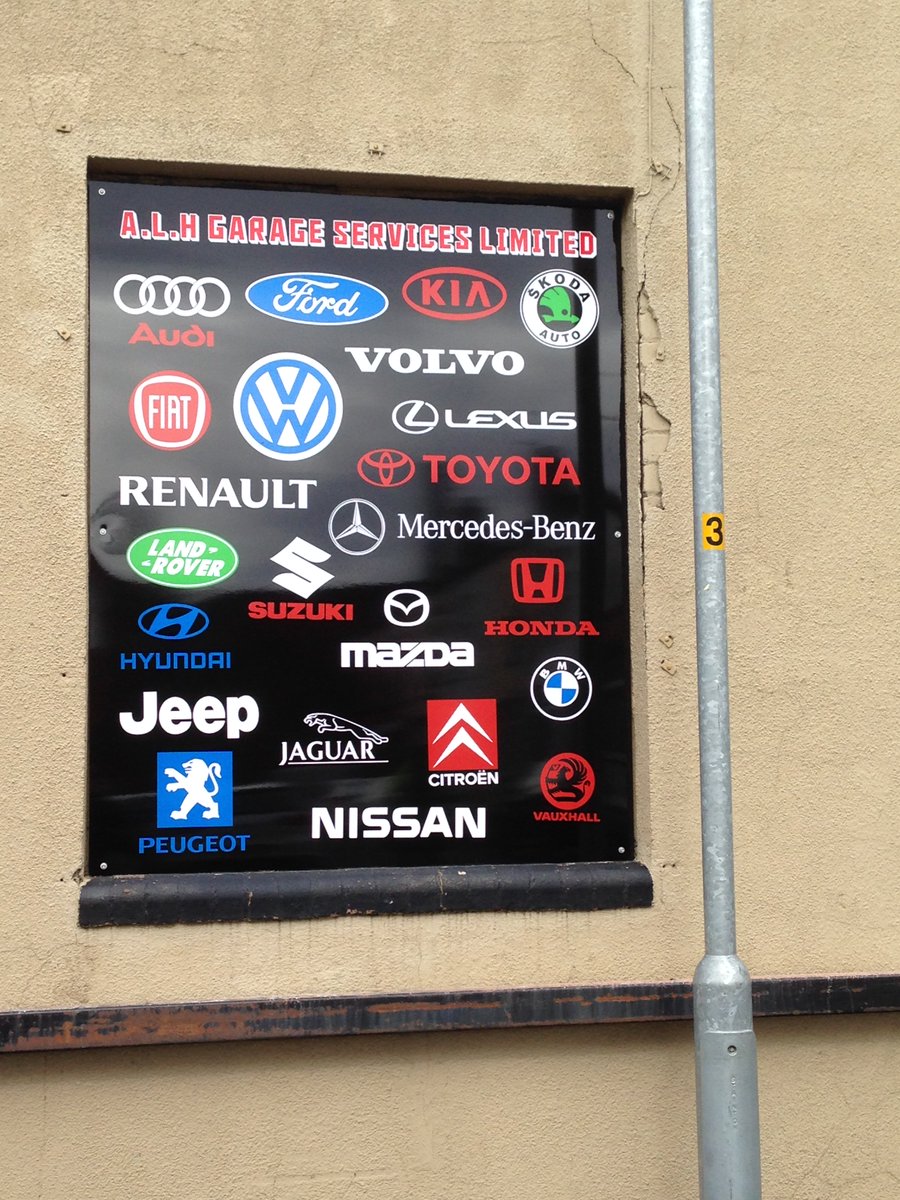 A.L.H GARAGE SERVICES LIMITED
Audi
Ford
KIA
ŠKODA
AUTO
VOLVO
FIAT
VW
LEXUS
TOYOTA
RENAULT
Mercedes-Benz
LAND-
-ROVER
SUZUKI
HONDA
HYUNDAI
mazda
BMW
Jeep
JAGUAR
CITROËN
PEUGEOT
NISSAN
VAUXHALL
3